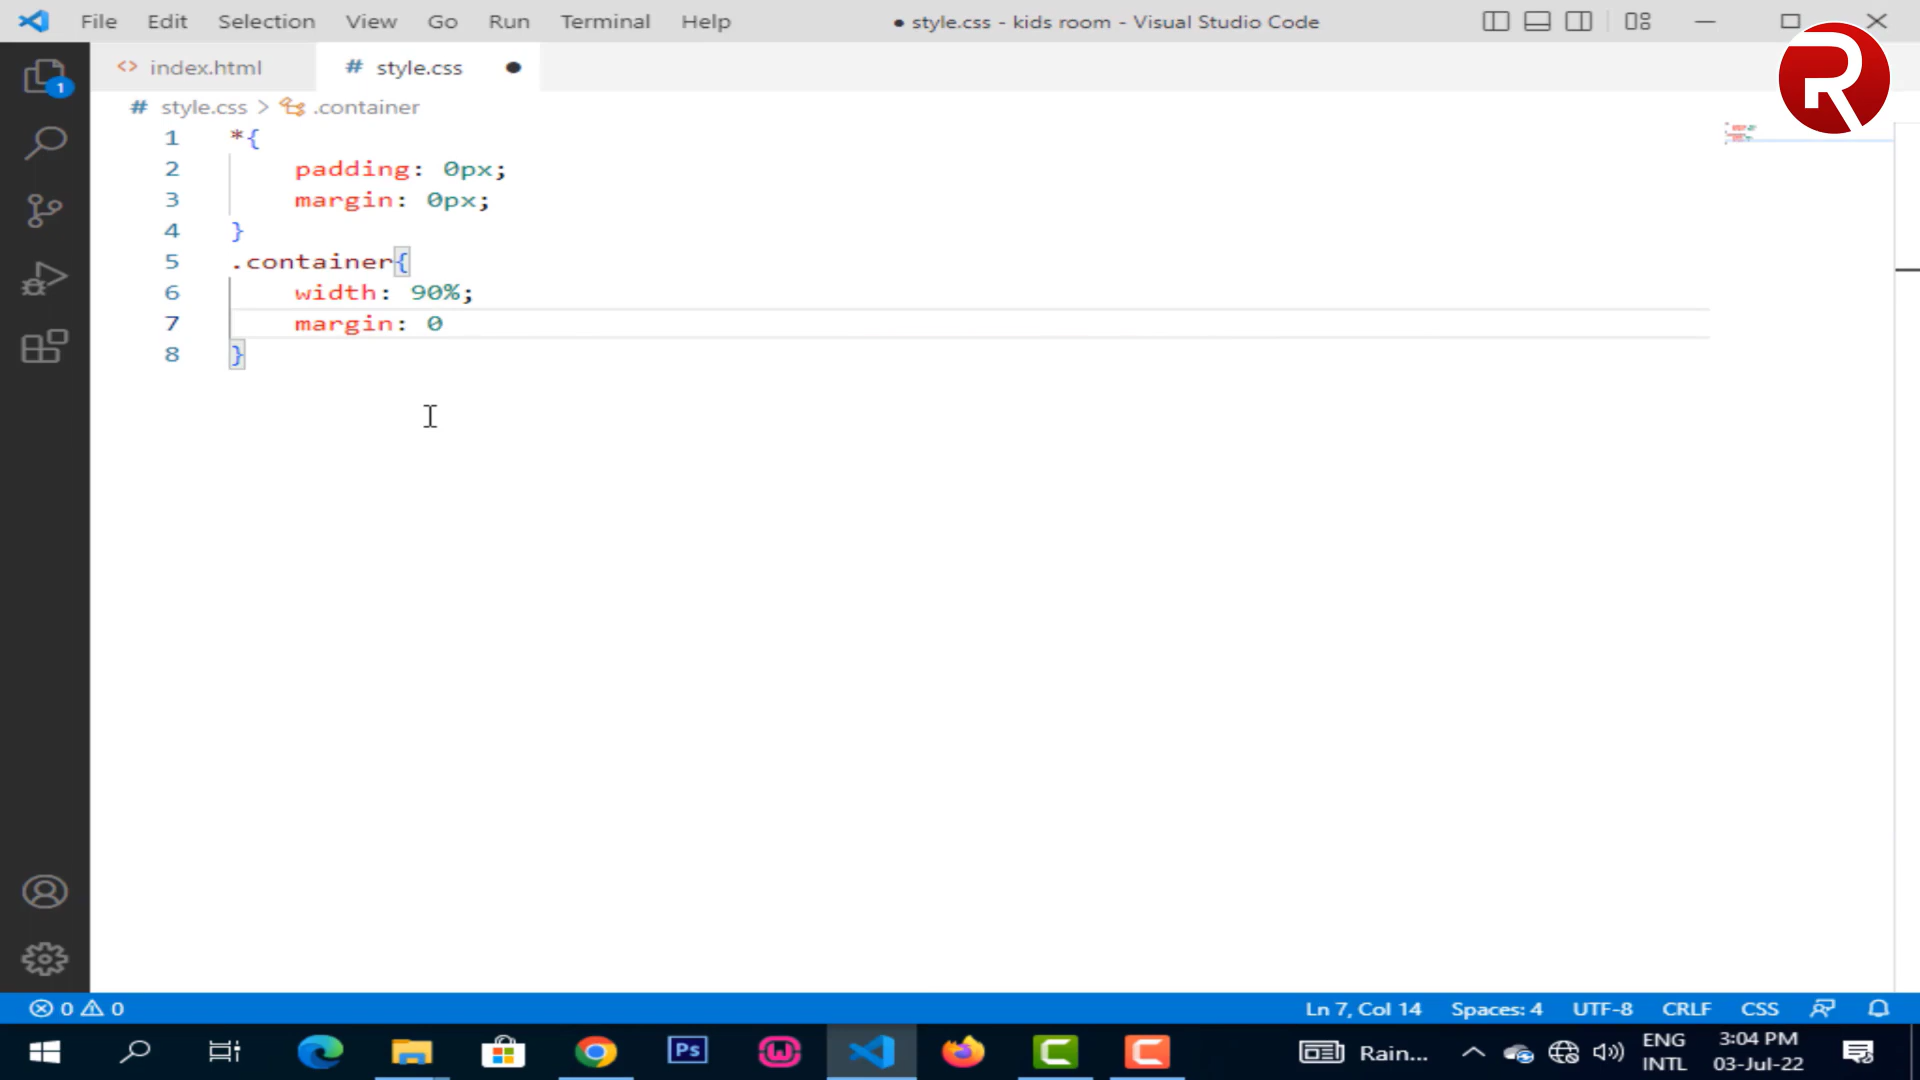 File Edit Selection View Go Run Terminal Help
● style.css - kids room - Visual Studio Code
R
<> index.html
# style.css ●
1
# style.css > .container
1 *{
2 padding: 0px;
3 margin: 0px;
4 }
5 .container{
6 width: 90%;
7 margin: 0
8 }
0 0
Ln 7, Col 14 Spaces: 4 UTF-8 CRLF CSS
Ps
Rain...
ENG
INTL
3:04 PM
03-Jul-22